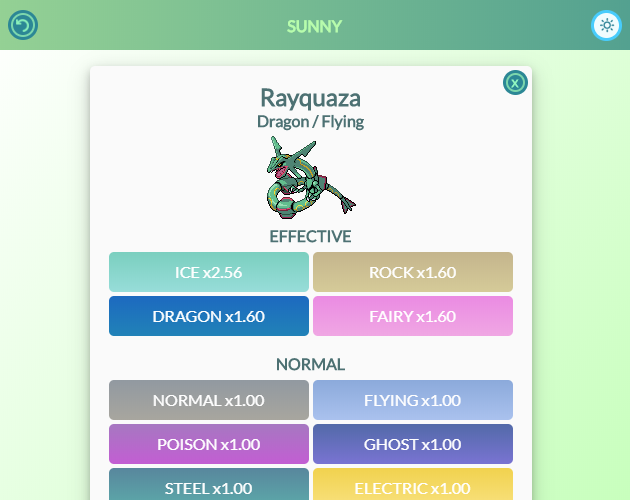 SUNNY
X
Rayquaza
Dragon / Flying
EFFECTIVE
ICE x2.56
ROCK x1.60
DRAGON x1.60
FAIRY x1.60
NORMAL
NORMAL x1.00
FLYING x1.00
POISON x1.00
GHOST x1.00
STEEL x1.00
ELECTRIC x1.00